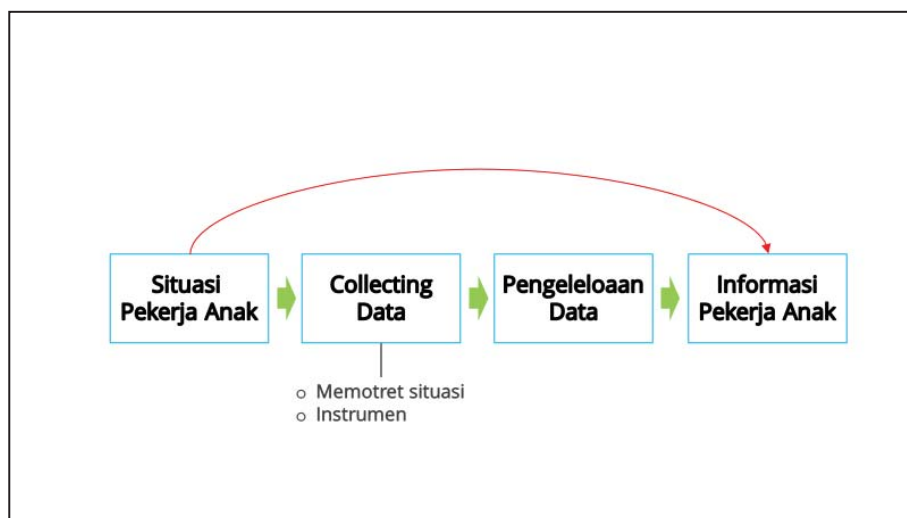 Situasi
Pekerja Anak
Collecting
Data
Pengeleloaan
Data
Informasi
Pekerja Anak
o Memotret situasi
o Instrumen